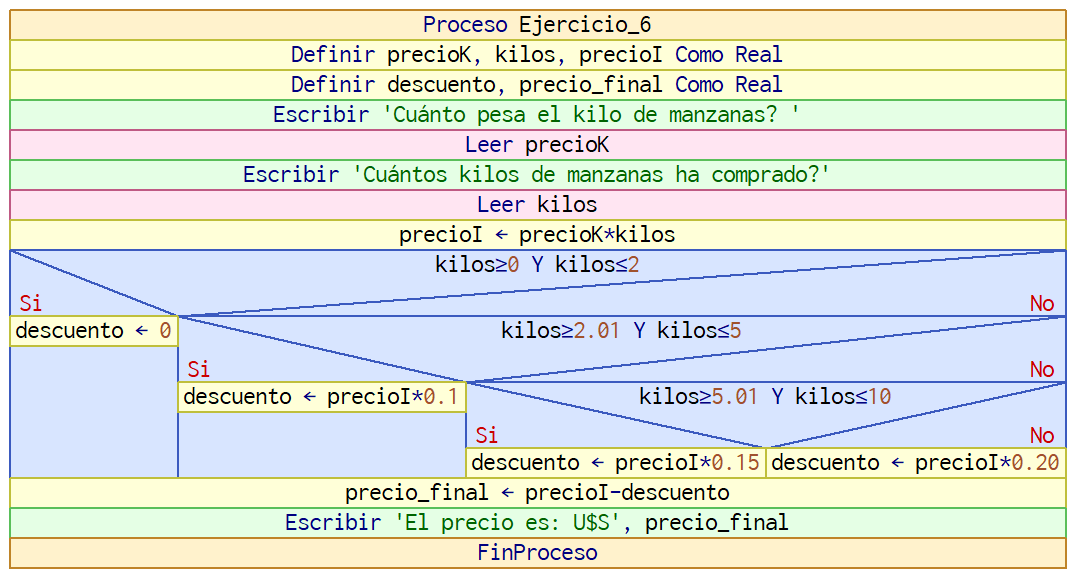 Proceso Ejercicio_6
Definir precioK, kilos, precioI Como Real
Definir descuento, precio_final Como Real
Escribir 'Cuánto pesa el kilo de manzanas? '
Leer precioK
Escribir 'Cuántos kilos de manzanas ha comprado?'
Leer kilos
precioI ← precioK*kilos
kilos≥0 Y kilos≤2
Si No
descuento ← 0
kilos≥2.01 Y kilos≤5
Si No
descuento ← precioI*0.1
kilos≥5.01 Y kilos≤10
Si No
descuento ← precioI*0.15 descuento ← precioI*0.20
precio_final ← precioI-descuento
Escribir 'El precio es: U$S', precio_final
FinProceso